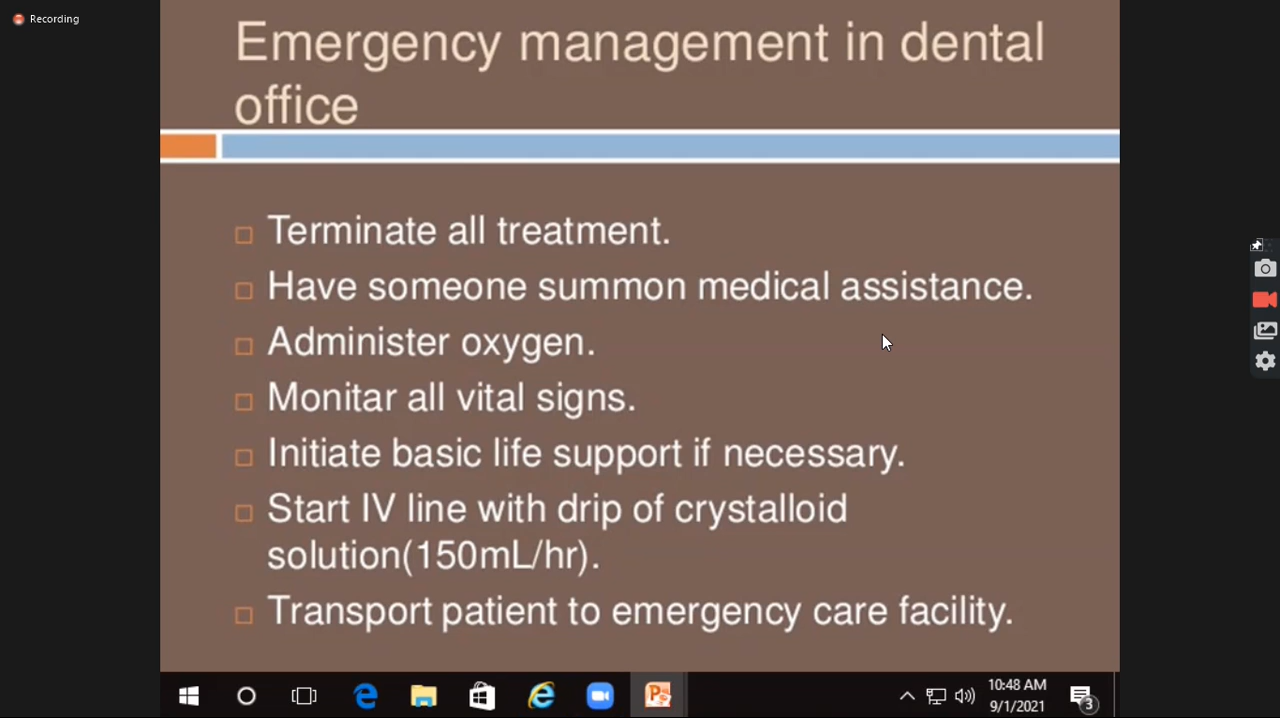 Recording
Emergency management in dental
office
Terminate all treatment.
Have someone summon medical assistance.
Administer oxygen.
Monitar all vital signs.
Initiate basic life support if necessary.
Start IV line with drip of crystalloid
solution(150mL/hr).
Transport patient to emergency care facility.
10:48 AM
9/1/2021
3